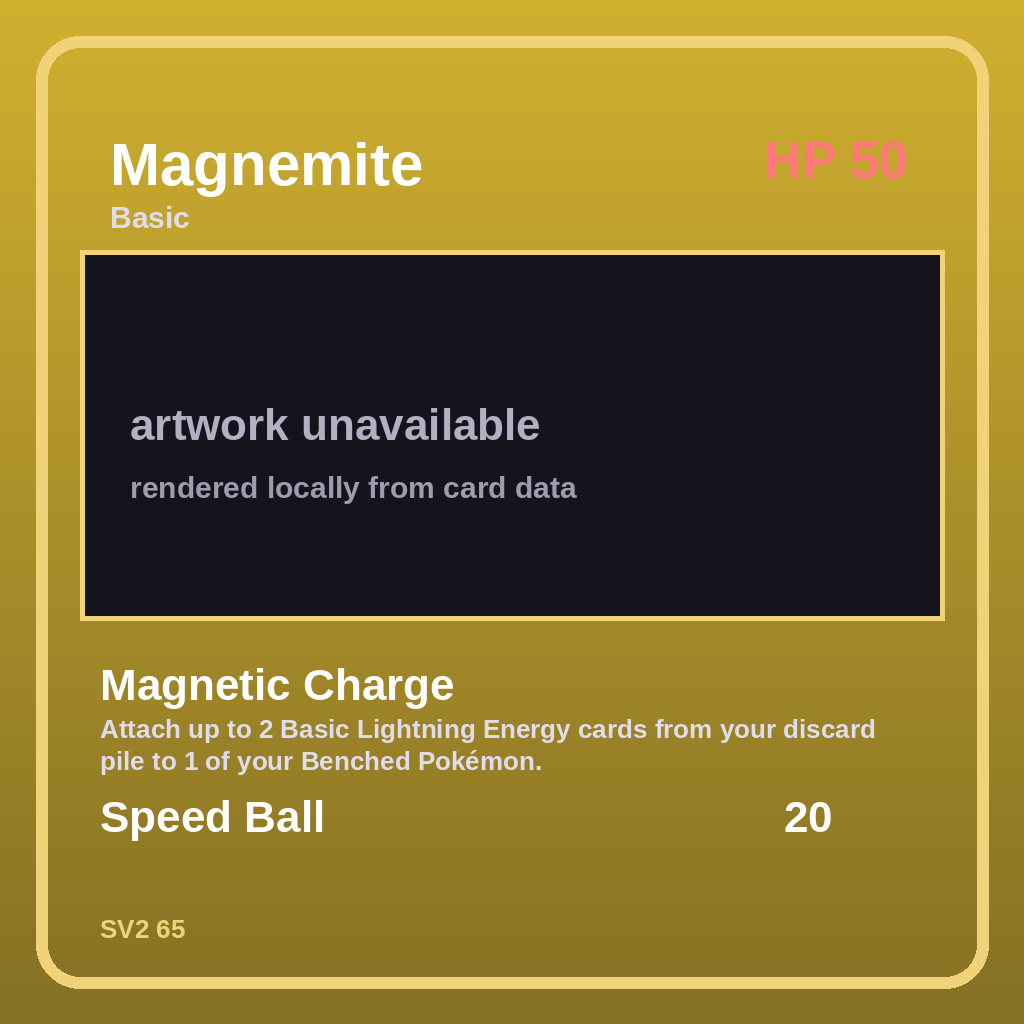 Magnemite
HP 50
Basic
artwork unavailable
rendered locally from card data
Magnetic Charge
Attach up to 2 Basic Lightning Energy cards from your discard
pile to 1 of your Benched Pokémon.
Speed Ball 20
SV2 65